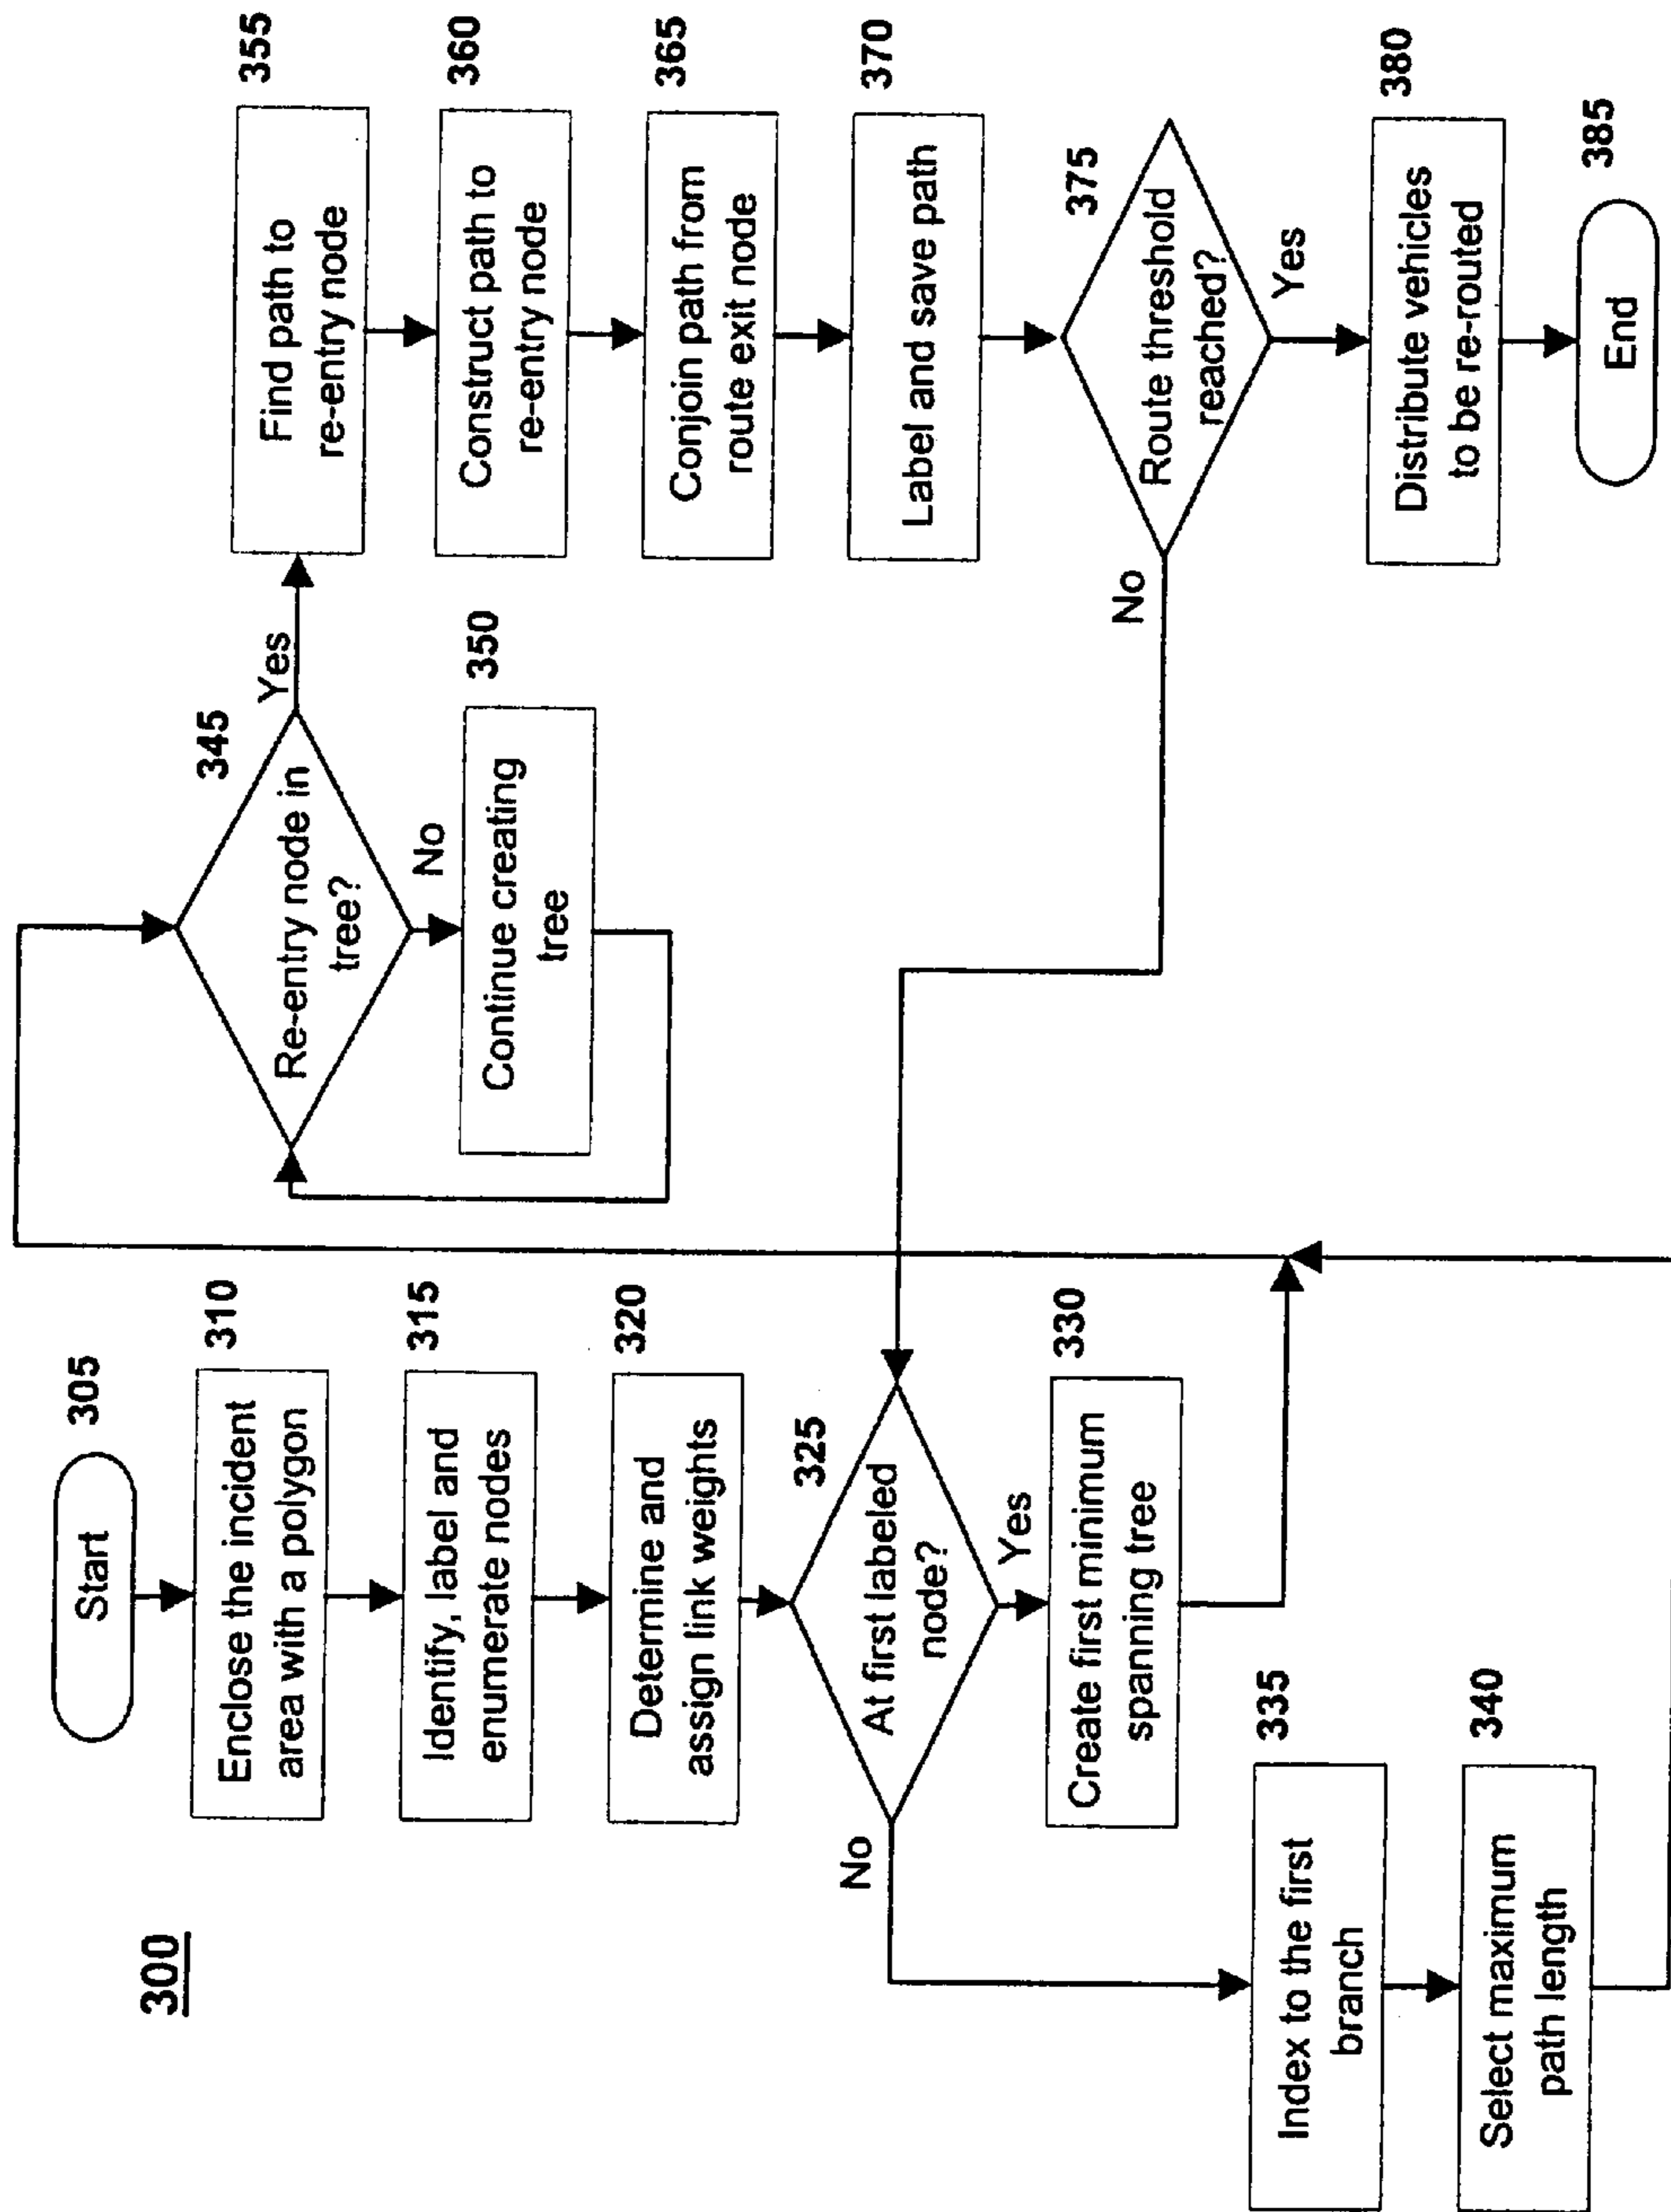 300
Start
305
Enclose the incident
area with a polygon
310
Identify, label and
enumerate nodes
315
Determine and
assign link weights
320
At first labeled
node?
325
No
Yes
Create first minimum
spanning tree
330
Index to the first
branch
335
Select maximum
path length
340
Re-entry node in
tree?
345
Yes
No
Continue creating
tree
350
Find path to
re-entry node
355
Construct path to
re-entry node
360
Conjoin path from
route exit node
365
Label and save path
370
Route threshold
reached?
375
No
Yes
Distribute vehicles
to be re-routed
380
End
385